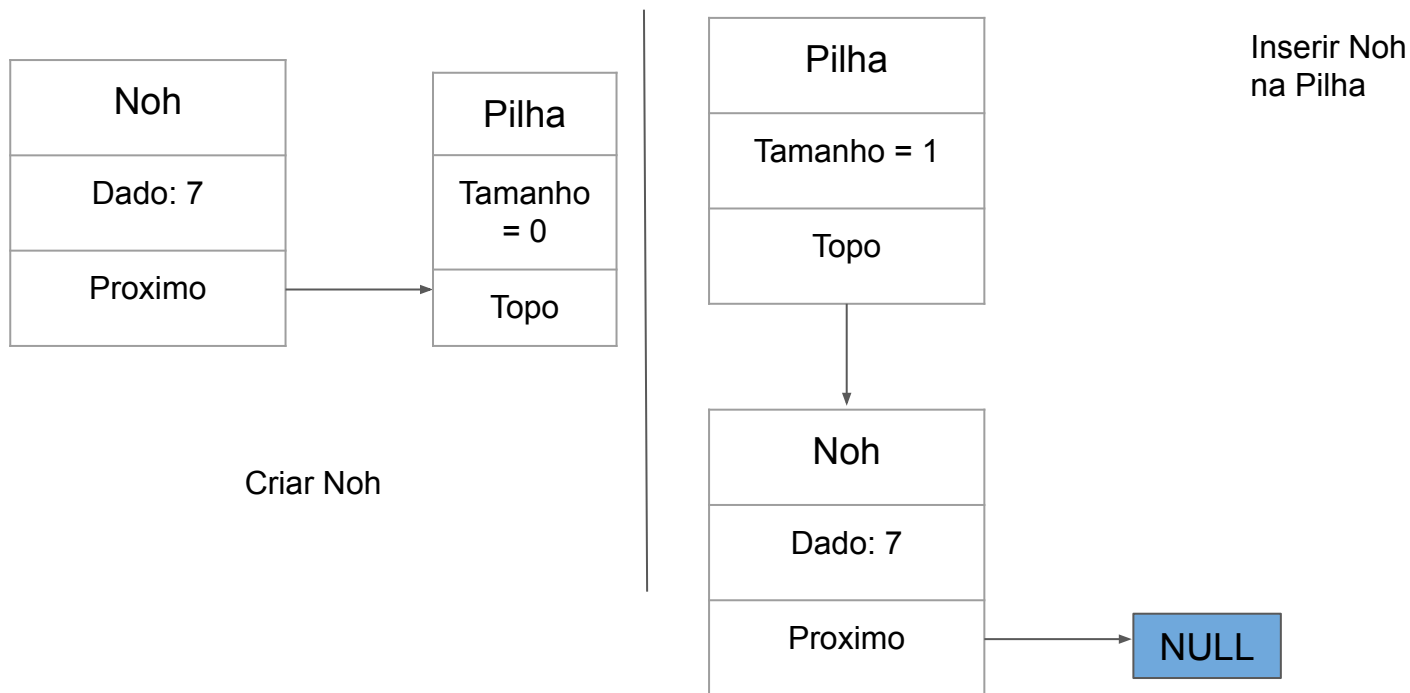 Noh
Dado: 7
Proximo
Pilha
Tamanho
= 0
Topo
Criar Noh
Pilha
Tamanho = 1
Topo
Noh
Dado: 7
Proximo
NULL
Inserir Noh
na Pilha